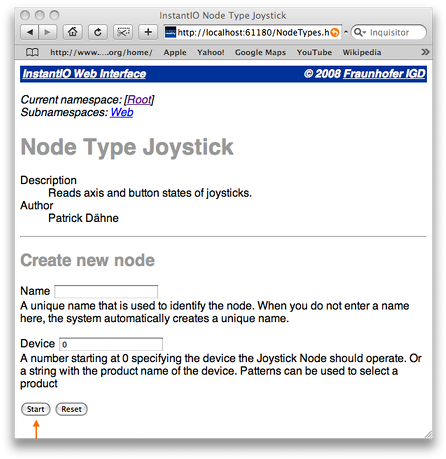 InstantIO Node Type Joystick
http://localhost:61180/NodeTypes.h
Inquisitor
http://www.....org/home/ Apple Yahoo! Google Maps YouTube Wikipedia
InstantIO Web Interface © 2008 Fraunhofer IGD
Current namespace: [Root]
Subnamespaces: Web
Node Type Joystick
Description
Reads axis and button states of joysticks.
Author
Patrick Dähne
Create new node
Name
A unique name that is used to identify the node. When you do not enter a name
here, the system automatically creates a unique name.
Device 0
A number starting at 0 specifying the device the Joystick Node should operate. Or
a string with the product name of the device. Patterns can be used to select a
product
Start Reset